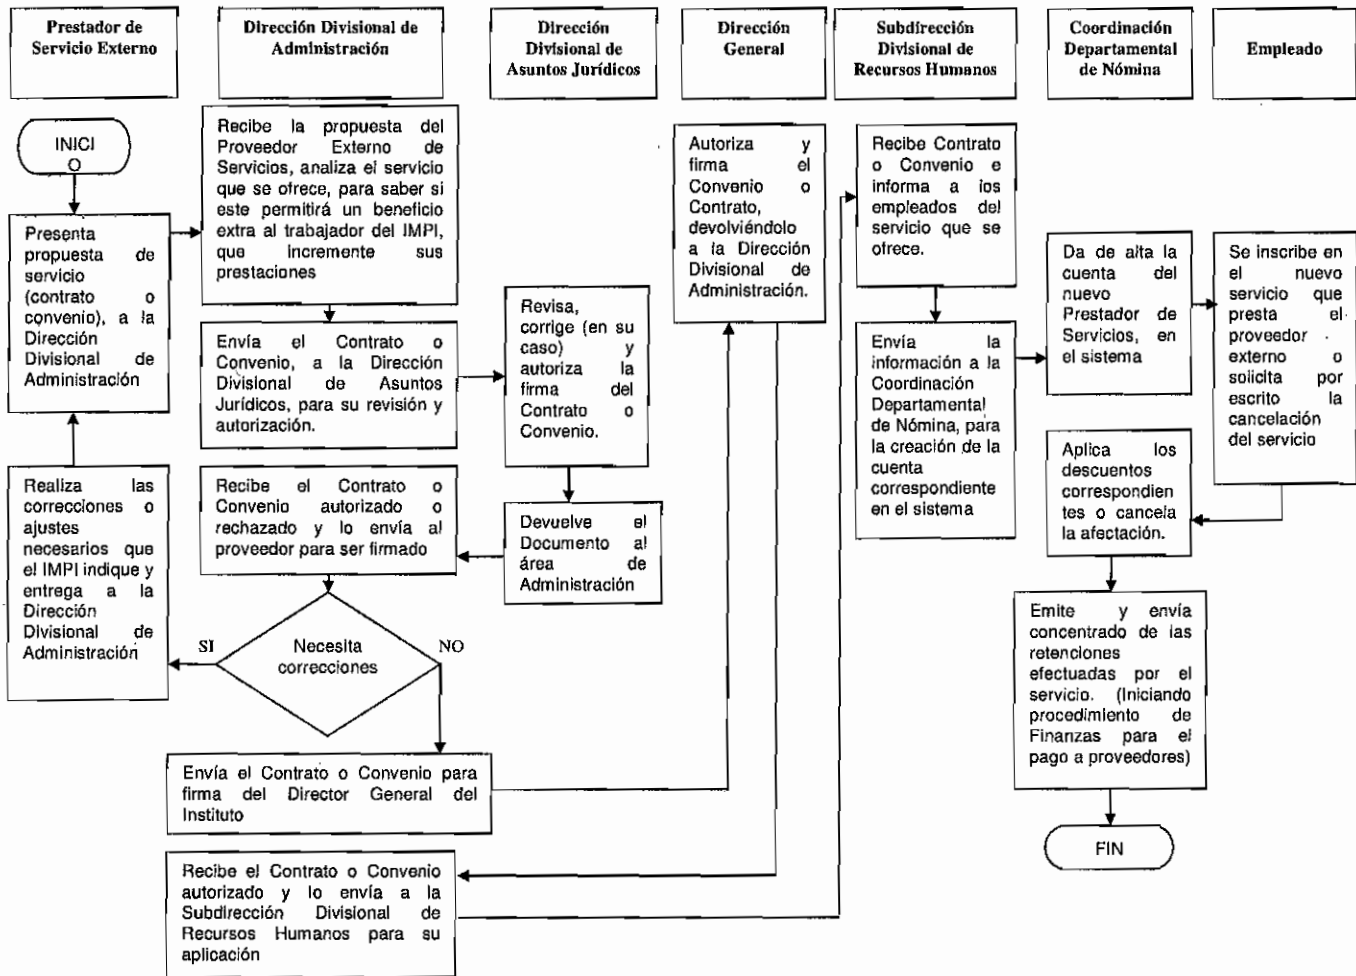 Prestador de
Servicio Externo
Dirección Divisional de
Administración
Dirección
Divisional de
Asuntos Jurídicos
Dirección
General
Subdirección
Divisional de
Recursos Humanos
Coordinación
Departamental
de Nómina
Empleado
INICI
O
Presenta
propuesta de
servicio
(contrato o
convenio), a la
Dirección
Divisional de
Administración
Realiza las
correcciones o
ajustes
necesarios que
el IMPI indique y
entrega a la
Dirección
Divisional de
Administración
Recibe la propuesta del
Proveedor Externo de
Servicios, analiza el servicio
que se ofrece, para saber si
este permitirá un beneficio
extra al trabajador del IMPI,
que incremente sus
prestaciones
Envía el Contrato o
Convenio, a la Dirección
Divisional de Asuntos
Jurídicos, para su revisión y
autorización.
Recibe el Contrato o
Convenio autorizado o
rechazado y lo envía al
proveedor para ser firmado
SI
Necesita
correcciones
NO
Envía el Contrato o Convenio para
firma del Director General del
Instituto
Recibe el Contrato o Convenio
autorizado y lo envía a la
Subdirección Divisional de
Recursos Humanos para su
aplicación
Revisa,
corrige (en su
caso) y
autoriza la
firma del
Contrato o
Convenio.
Devuelve el
Documento al
área de
Administración
Autoriza y
firma el
Convenio o
Contrato,
devolviéndolo
a la Dirección
Divisional de
Administración.
Recibe Contrato
o Convenio e
informa a los
empleados del
servicio que se
ofrece.
Envía la
información a la
Coordinación
Departamental
de Nómina, para
la creación de la
cuenta
correspondiente
en el sistema
Da de alta la
cuenta del
nuevo
Prestador de
Servicios, en
el sistema
Se inscribe en
el nuevo
servicio que
presta el
proveedor
externo o
solicita por
escrito la
cancelación
del servicio
Aplica los
descuentos
correspondien
tes o cancela
la afectación.
Emite y envía
concentrado de las
retenciones
efectuadas por el
servicio. (Iniciando
procedimiento de
Finanzas para el
pago a proveedores)
FIN